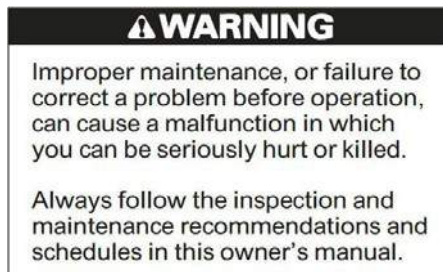 WARNING
Improper maintenance, or failure to
correct a problem before operation,
can cause a malfunction in which
you can be seriously hurt or killed.
Always follow the inspection and
maintenance recommendations and
schedules in this owner's manual.